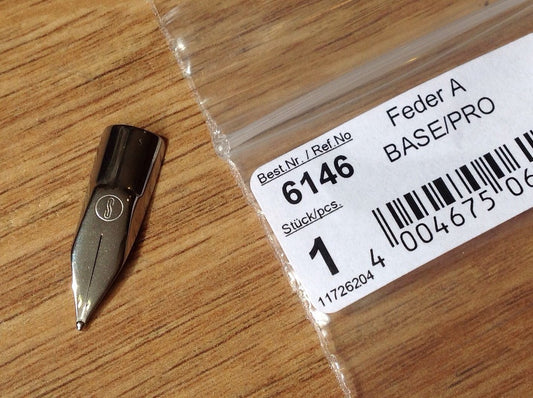 Feder A
BASE/PRO
Best.Nr. / Ref.No
6146
Stück/pcs.
1
4 004675 06
11726204
S